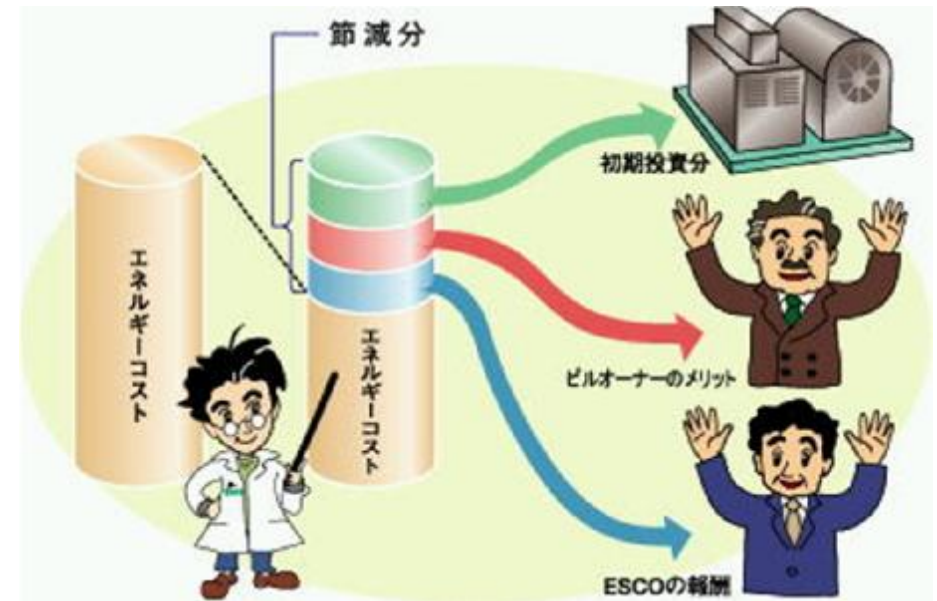 節減分
初期投資分
エネルギーコスト
エネルギーコスト
ビルオーナーのメリット
ESCOの報酬